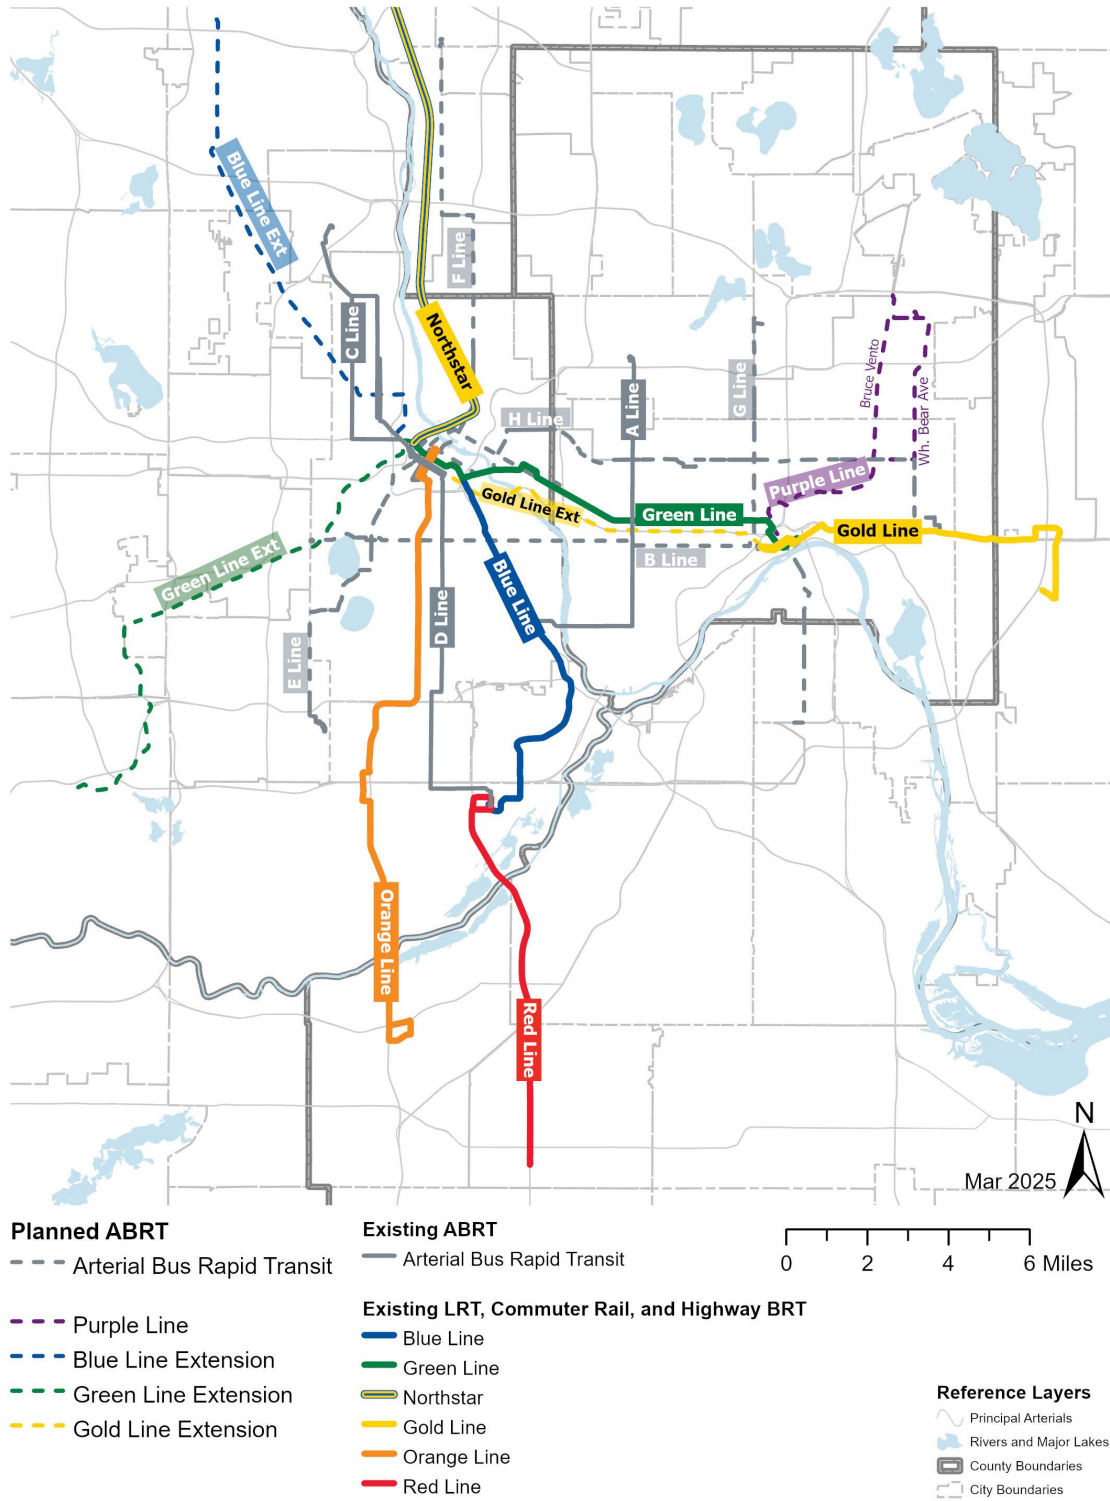 Blue Line Ext
F Line
C Line
Northstar
Bruce Vento
G Line
Wh. Bear Ave
A Line
H Line
Purple Line
Gold Line Ext
Green Line
Gold Line
Green Line Ext
B Line
Blue Line
D Line
E Line
Orange Line
Red Line
N
Mar 2025
Planned ABRT
Arterial Bus Rapid Transit
Purple Line
Blue Line Extension
Green Line Extension
Gold Line Extension
Existing ABRT
Arterial Bus Rapid Transit
Existing LRT, Commuter Rail, and Highway BRT
Blue Line
Green Line
Northstar
Gold Line
Orange Line
Red Line
0 2 4 6 Miles
Reference Layers
Principal Arterials
Rivers and Major Lakes
County Boundaries
City Boundaries